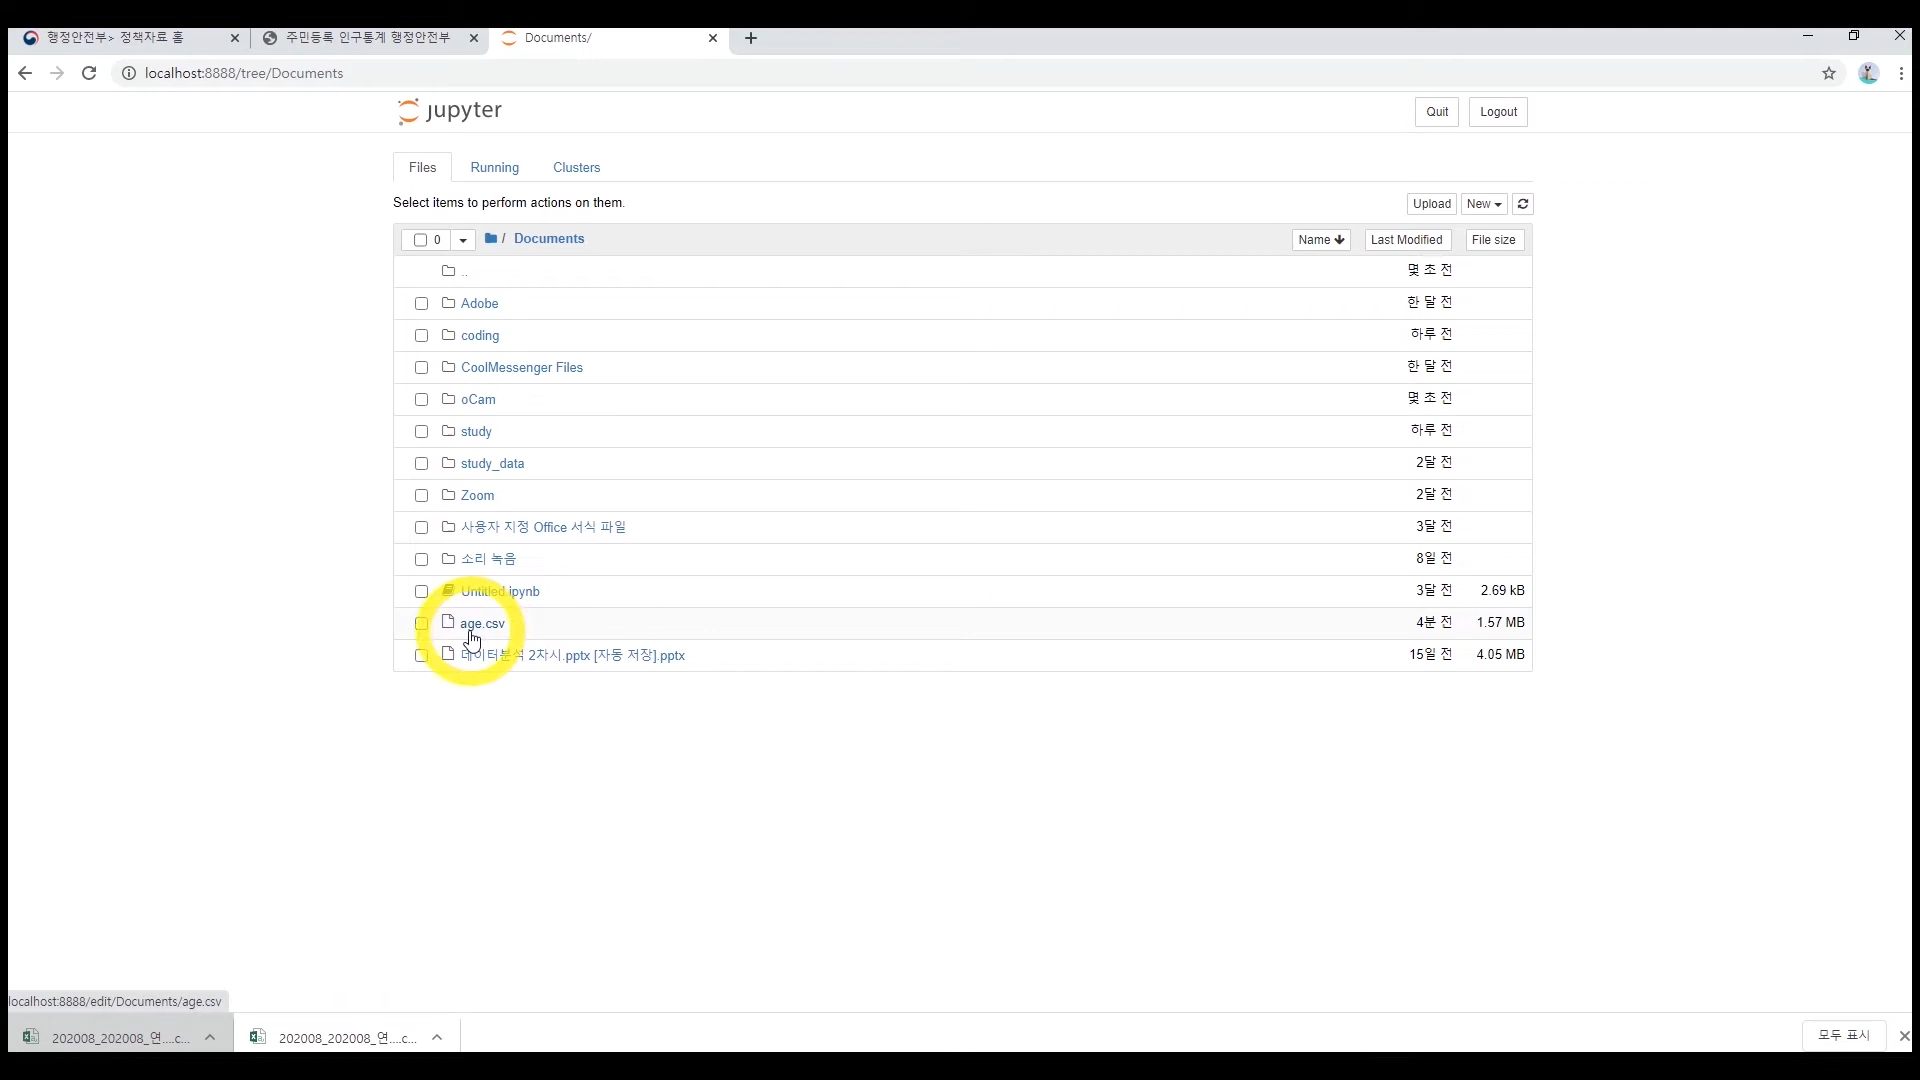 행정안전부> 정책자료 홈
주민등록 인구통계 행정안전부
Documents/
localhost:8888/tree/Documents
jupyter
Quit
Logout
Files
Running
Clusters
Select items to perform actions on them.
Upload
New
0
/ Documents
Name
Last Modified
File size
..
몇 초 전
Adobe
한 달 전
coding
하루 전
CoolMessenger Files
한 달 전
oCam
몇 초 전
study
하루 전
study_data
2달 전
Zoom
2달 전
사용자 지정 Office 서식 파일
3달 전
소리 녹음
8일 전
Untitled.ipynb
3달 전
2.69 kB
age.csv
4분 전
1.57 MB
데이터분석 2차시.pptx [자동 저장].pptx
15일 전
4.05 MB
localhost:8888/edit/Documents/age.csv
202008_202008_연....c...
202008_202008_연....c...
모두 표시